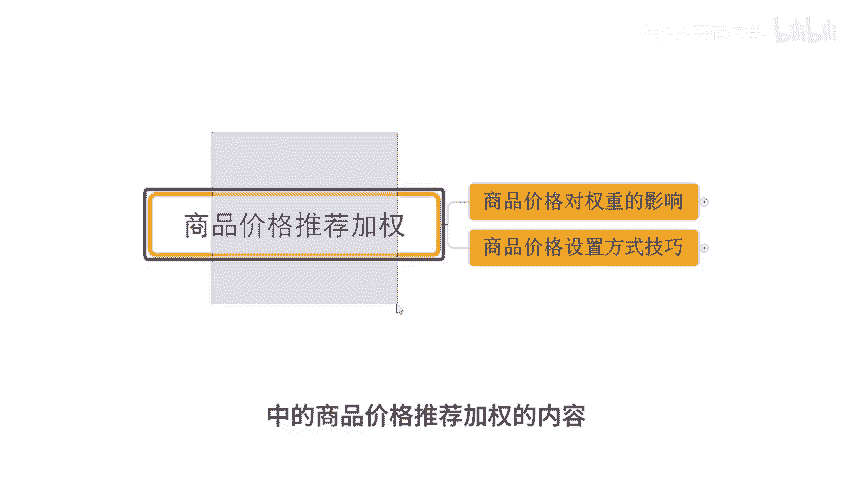 bilibili
商品价格推荐加权
商品价格对权重的影响
商品价格设置方式技巧
中的商品价格推荐加权的内容